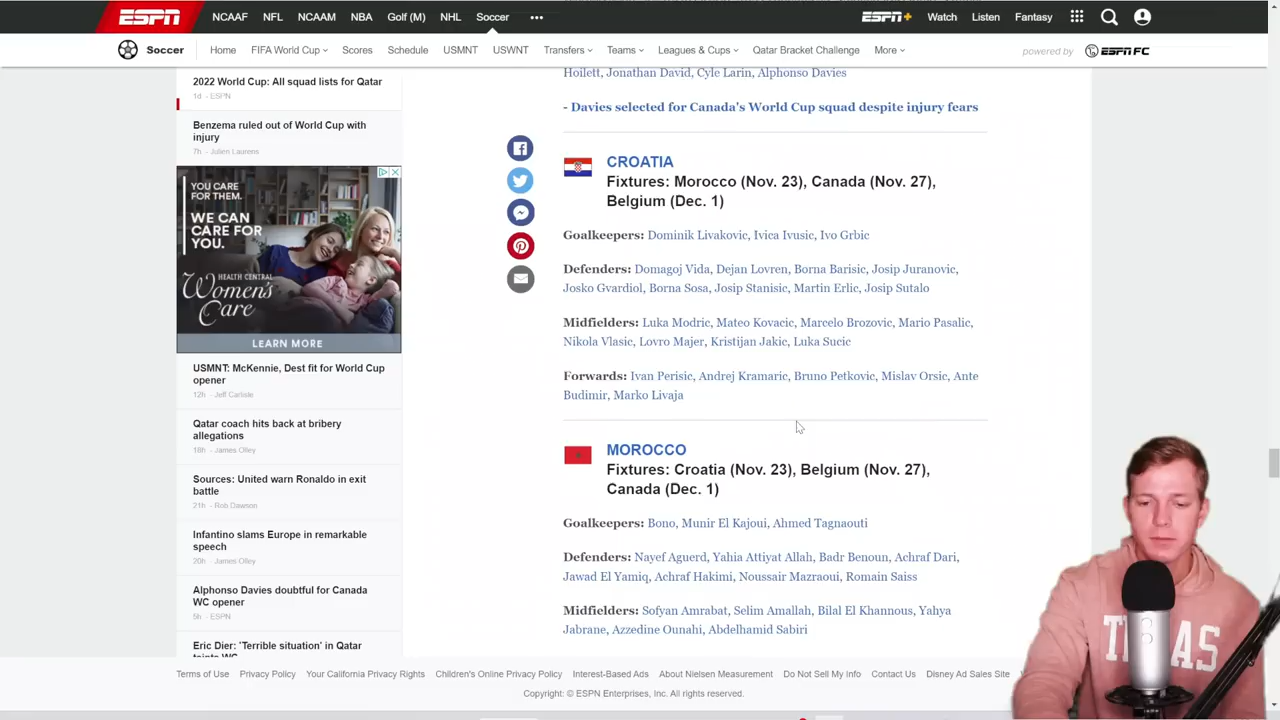 ESPN NCAAF NFL NCAAM NBA Golf (M) NHL Soccer ••• ESPN+ Watch Listen Fantasy
Soccer Home FIFA World Cup Scores Schedule USMNT USWNT Transfers Teams Leagues & Cups Qatar Bracket Challenge More powered by ESPN FC
2022 World Cup: All squad lists for Qatar
1d - ESPN
Benzema ruled out of World Cup with
injury
7h - Julien Laurens
YOU CARE
FOR THEM.
WE CAN
CARE FOR
YOU.
HEALTH CENTRAL
Women's
Care
LEARN MORE
USMNT: McKennie, Dest fit for World Cup
opener
12h - Jeff Carlisle
Qatar coach hits back at bribery
allegations
18h - James Olley
Sources: United warn Ronaldo in exit
battle
21h - Rob Dawson
Infantino slams Europe in remarkable
speech
20h - James Olley
Alphonso Davies doubtful for Canada
WC opener
5h - ESPN
Eric Dier: 'Terrible situation' in Qatar
Hoilett, Jonathan David, Cyle Larin, Alphonso Davies
- Davies selected for Canada's World Cup squad despite injury fears
CROATIA
Fixtures: Morocco (Nov. 23), Canada (Nov. 27),
Belgium (Dec. 1)
Goalkeepers: Dominik Livakovic, Ivica Ivusic, Ivo Grbic
Defenders: Domagoj Vida, Dejan Lovren, Borna Barisic, Josip Juranovic,
Josko Gvardiol, Borna Sosa, Josip Stanisic, Martin Erlic, Josip Sutalo
Midfielders: Luka Modric, Mateo Kovacic, Marcelo Brozovic, Mario Pasalic,
Nikola Vlasic, Lovro Majer, Kristijan Jakic, Luka Sucic
Forwards: Ivan Perisic, Andrej Kramaric, Bruno Petkovic, Mislav Orsic, Ante
Budimir, Marko Livaja
MOROCCO
Fixtures: Croatia (Nov. 23), Belgium (Nov. 27),
Canada (Dec. 1)
Goalkeepers: Bono, Munir El Kajoui, Ahmed Tagnaouti
Defenders: Nayef Aguerd, Yahia Attiyat Allah, Badr Benoun, Achraf Dari,
Jawad El Yamiq, Achraf Hakimi, Noussair Mazraoui, Romain Saiss
Midfielders: Sofyan Amrabat, Selim Amallah, Bilal El Khannous, Yahya
Jabrane, Azzedine Ounahi, Abdelhamid Sabiri
Terms of Use Privacy Policy Your California Privacy Rights Children's Online Privacy Policy Interest-Based Ads About Nielsen Measurement Do Not Sell My Info Contact Us Disney Ad Sales Site
Copyright: © ESPN Enterprises, Inc. All rights reserved.